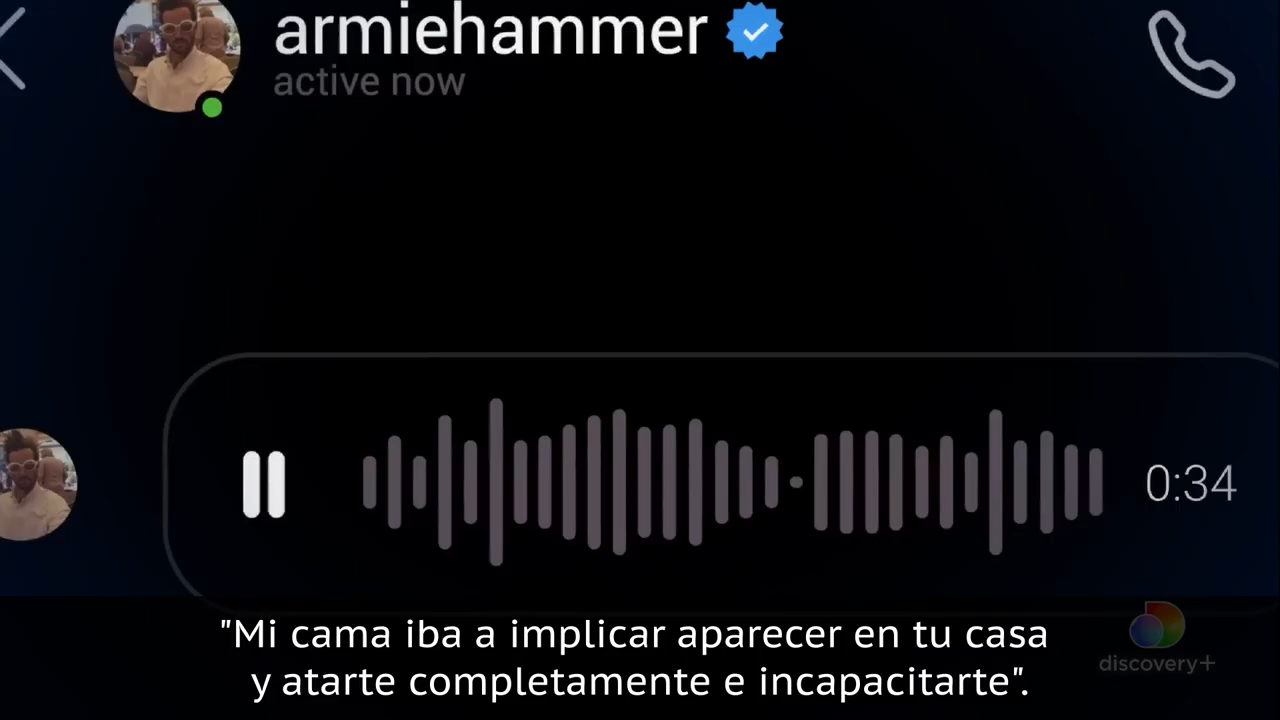 armiehammer
active now
0:34
"Mi cama iba a implicar aparecer en tu casa
y atarte completamente e incapacitarte".
discovery+